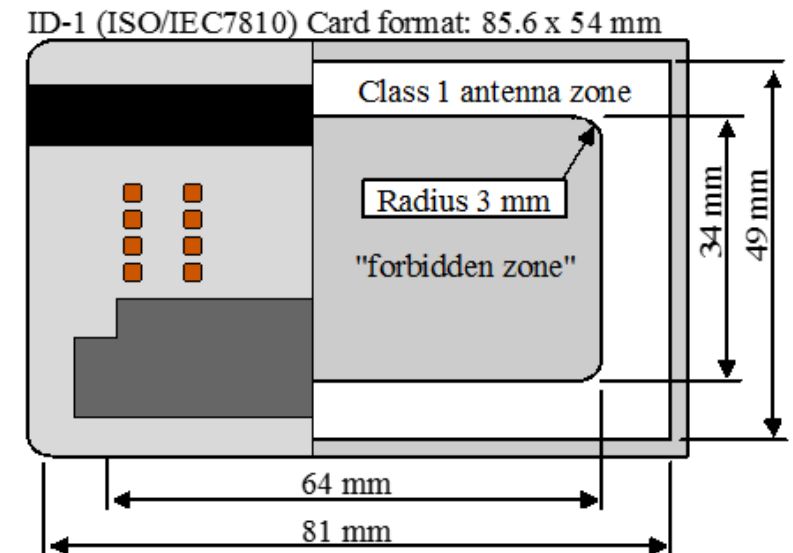 ID-1 (ISO/IEC7810) Card format: 85.6 x 54 mm
Class 1 antenna zone
Radius 3 mm
"forbidden zone"
34 mm
49 mm
64 mm
81 mm